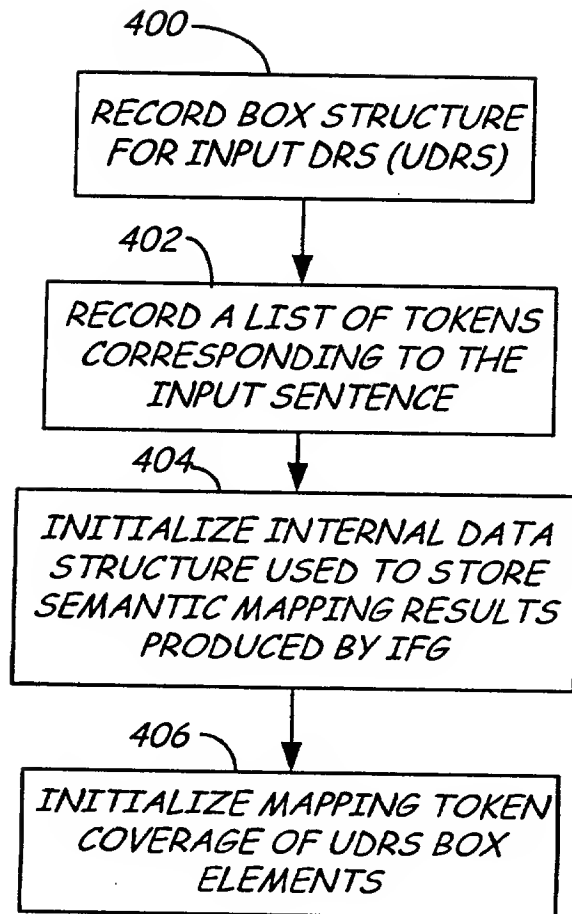 400
RECORD BOX STRUCTURE
FOR INPUT DRS (UDRS)
402
RECORD A LIST OF TOKENS
CORRESPONDING TO THE
INPUT SENTENCE
404
INITIALIZE INTERNAL DATA
STRUCTURE USED TO STORE
SEMANTIC MAPPING RESULTS
PRODUCED BY IFG
406
INITIALIZE MAPPING TOKEN
COVERAGE OF UDRS BOX
ELEMENTS